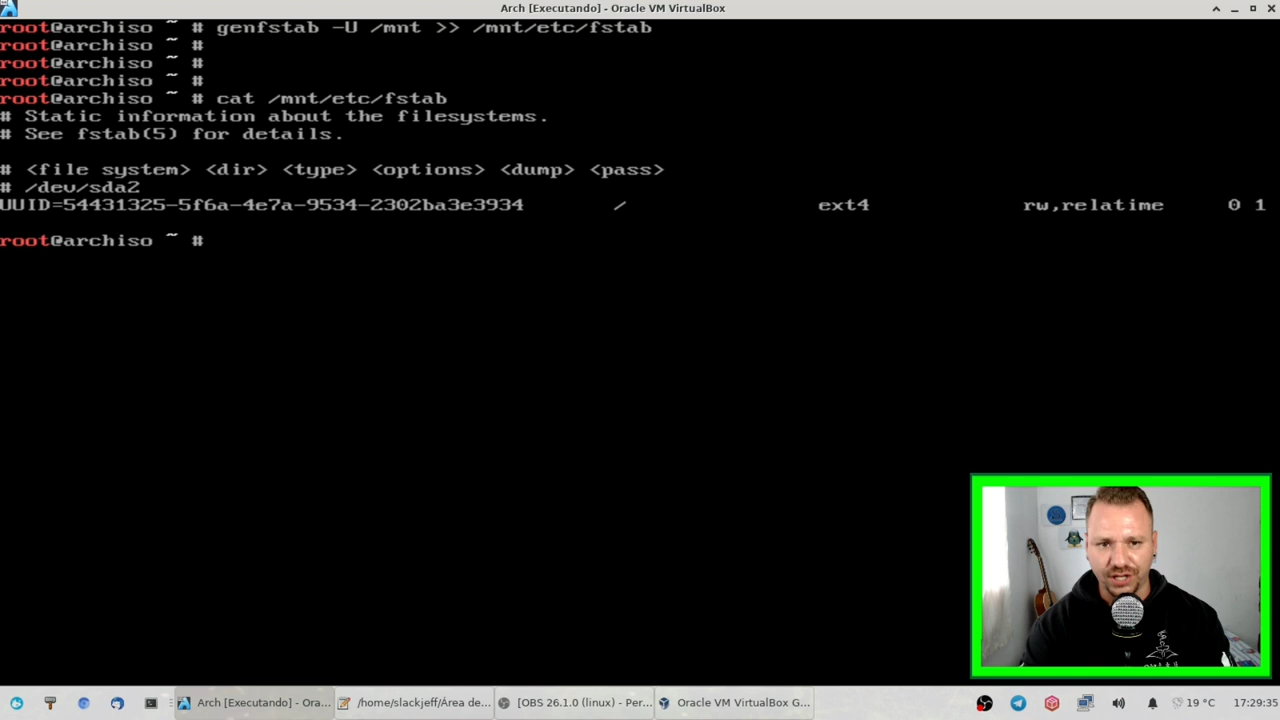 Arch [Executando] - Oracle VM VirtualBox
root@archiso ~ # genfstab -U /mnt >> /mnt/etc/fstab
root@archiso ~ #
root@archiso ~ #
root@archiso ~ #
root@archiso ~ # cat /mnt/etc/fstab
# Static information about the filesystems.
# See fstab(5) for details.
# <file system> <dir> <type> <options> <dump> <pass>
# /dev/sda2
UUID=54431325-5f6a-4e7a-9534-2302ba3e3934 / ext4 rw,relatime 0 1
root@archiso ~ #
Arch [Executando] - Ora... /home/slackjeff/Área de... [OBS 26.1.0 (linux) - Per... Oracle VM VirtualBox G... 19 °C 17:29:35